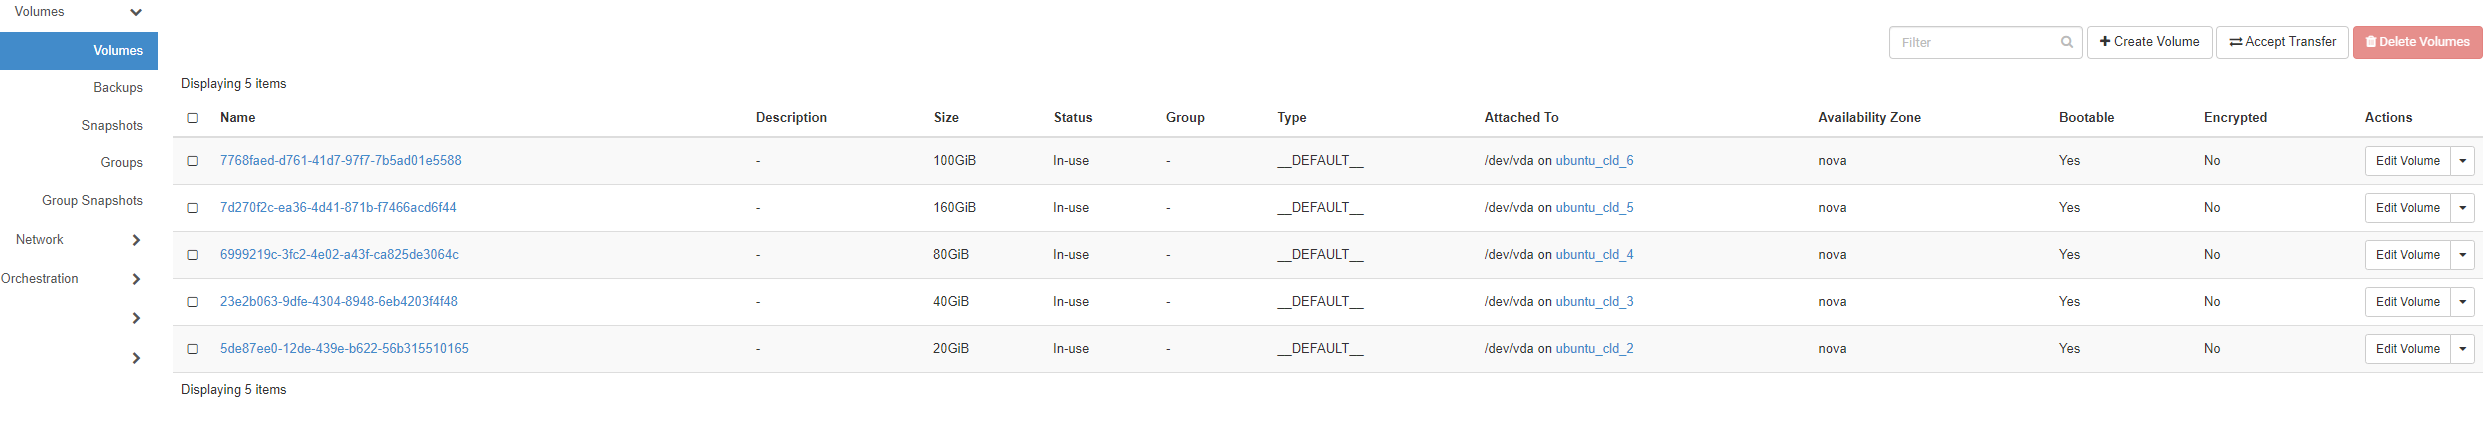 Volumes
Volumes
Backups
Snapshots
Groups
Group Snapshots
Network
Orchestration
Filter
Create Volume
Accept Transfer
Delete Volumes
Displaying 5 items
Name Description Size Status Group Type Attached To Availability Zone Bootable Encrypted Actions
7768faed-d761-41d7-97f7-7b5ad01e5588 - 100GiB In-use - __DEFAULT__ /dev/vda on ubuntu_cld_6 nova Yes No Edit Volume
7d270f2c-ea36-4d41-871b-f7466acd6f44 - 160GiB In-use - __DEFAULT__ /dev/vda on ubuntu_cld_5 nova Yes No Edit Volume
6999219c-3fc2-4e02-a43f-ca825de3064c - 80GiB In-use - __DEFAULT__ /dev/vda on ubuntu_cld_4 nova Yes No Edit Volume
23e2b063-9dfe-4304-8948-6eb4203f4f48 - 40GiB In-use - __DEFAULT__ /dev/vda on ubuntu_cld_3 nova Yes No Edit Volume
5de87ee0-12de-439e-b622-56b315510165 - 20GiB In-use - __DEFAULT__ /dev/vda on ubuntu_cld_2 nova Yes No Edit Volume
Displaying 5 items